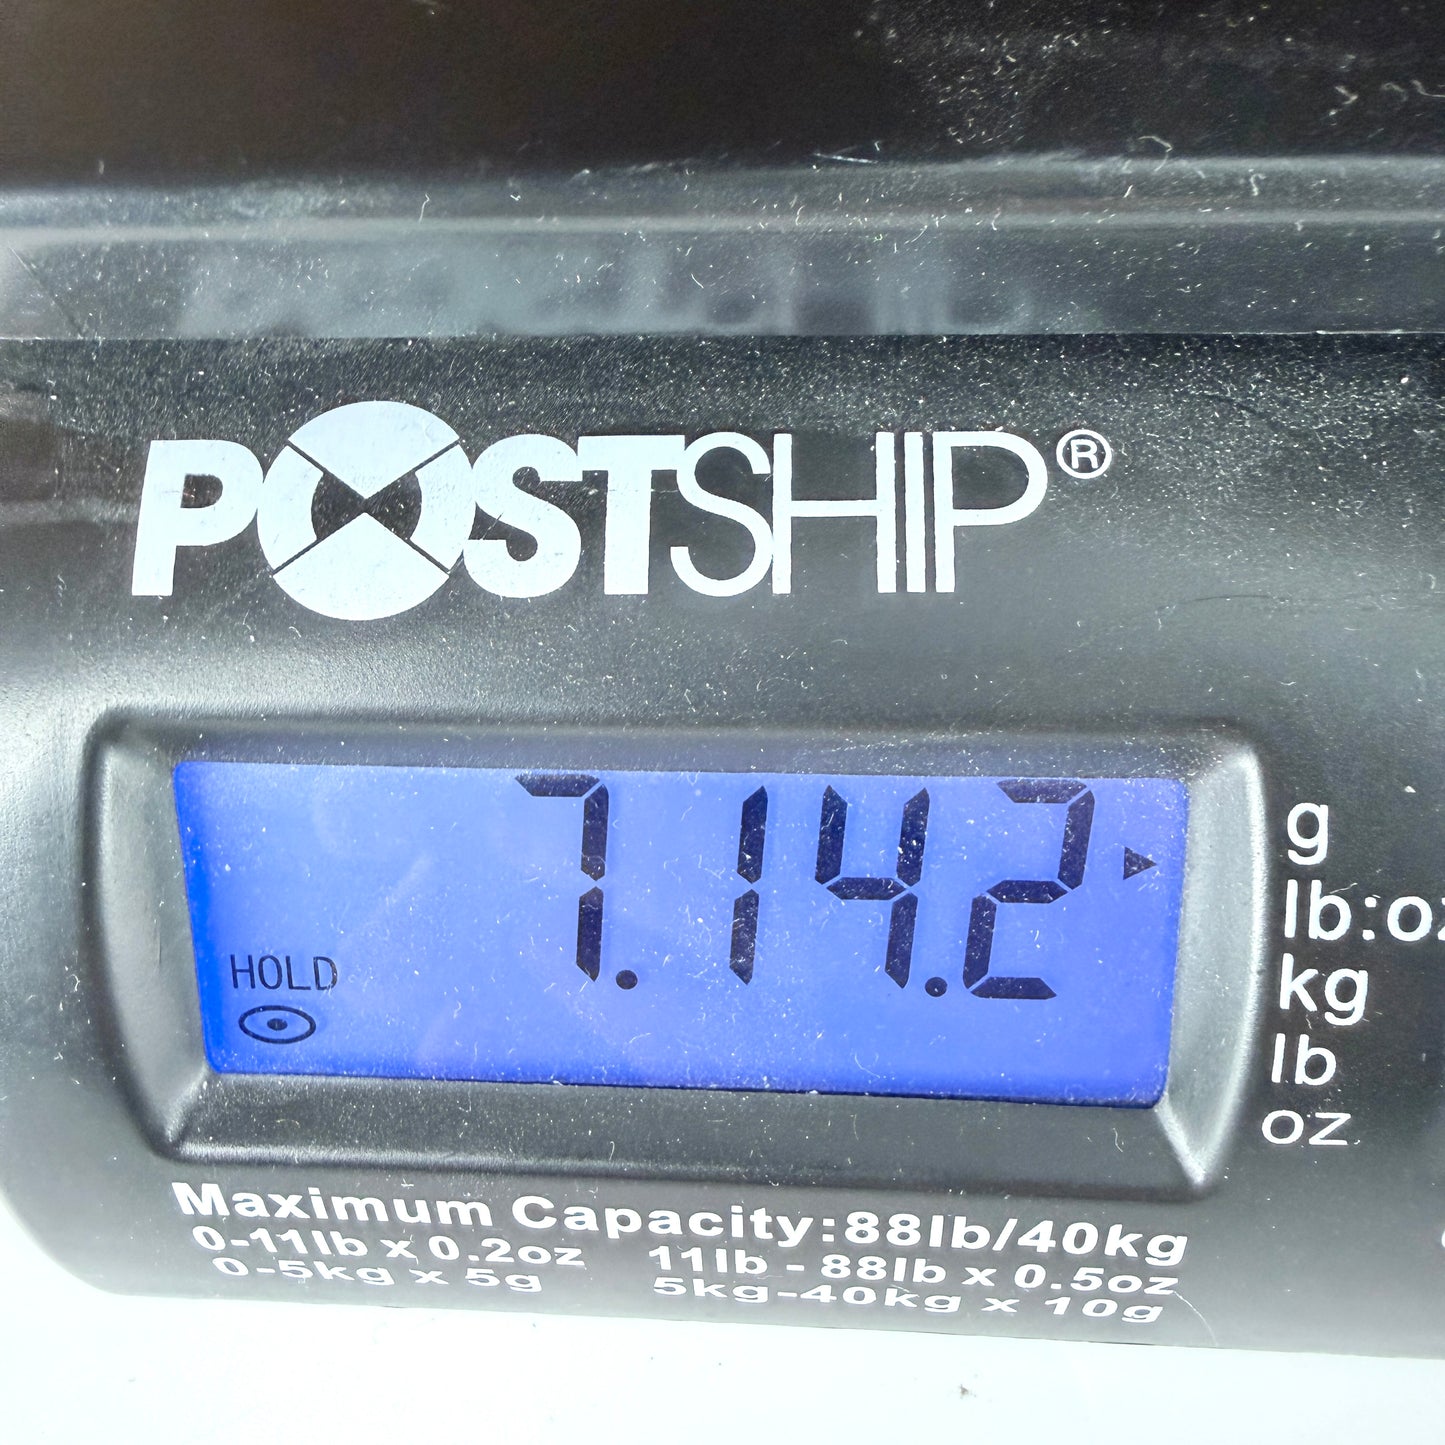 POSTSHIP®
7.14.2
HOLD
g
lb:oz
kg
lb
oz
Maximum Capacity:88lb/40kg
0-11lb x 0.2oz 11lb - 88lb x 0.5oz
0-5kg x 5g 5kg-40kg x 10g